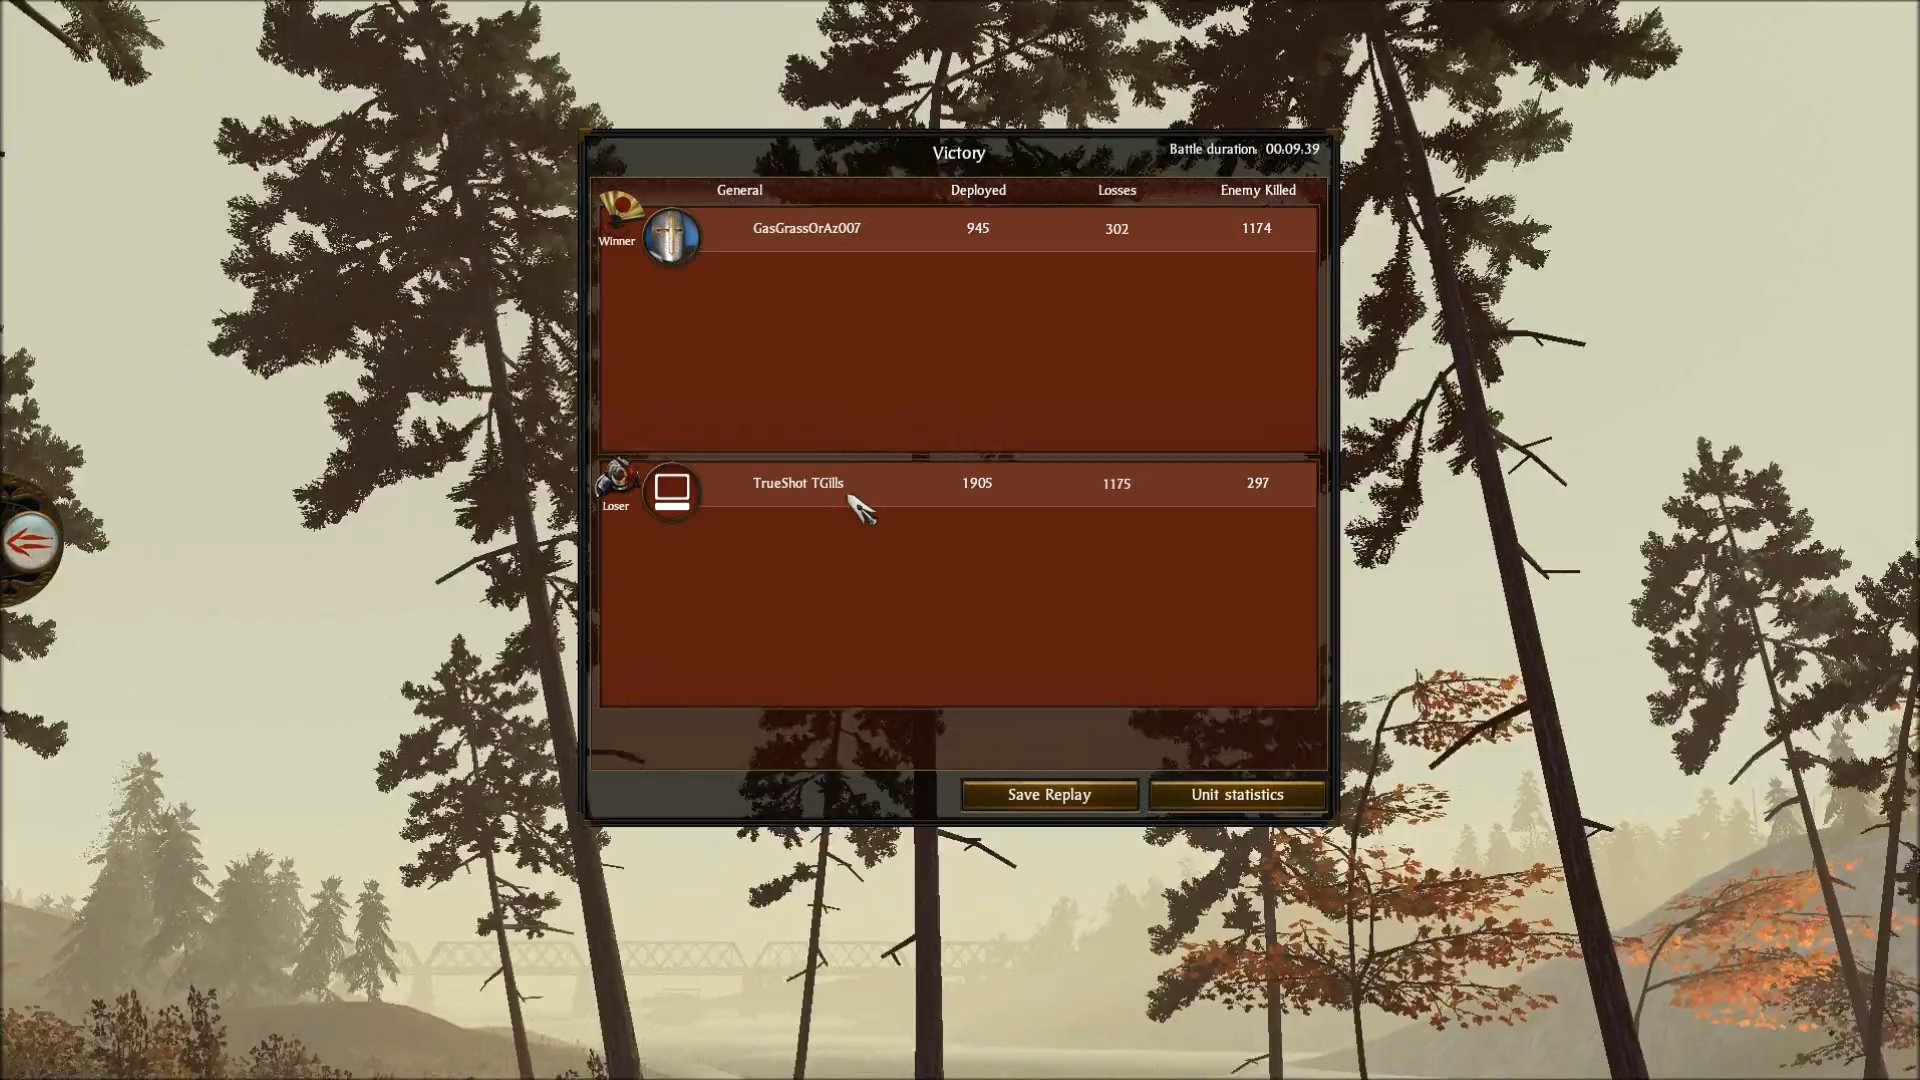 Victory
Battle duration: 00:09:39
General Deployed Losses Enemy Killed
Winner GasGrassOrAz007 945 302 1174
Loser TrueShot TGills 1905 1175 297
Save Replay Unit statistics